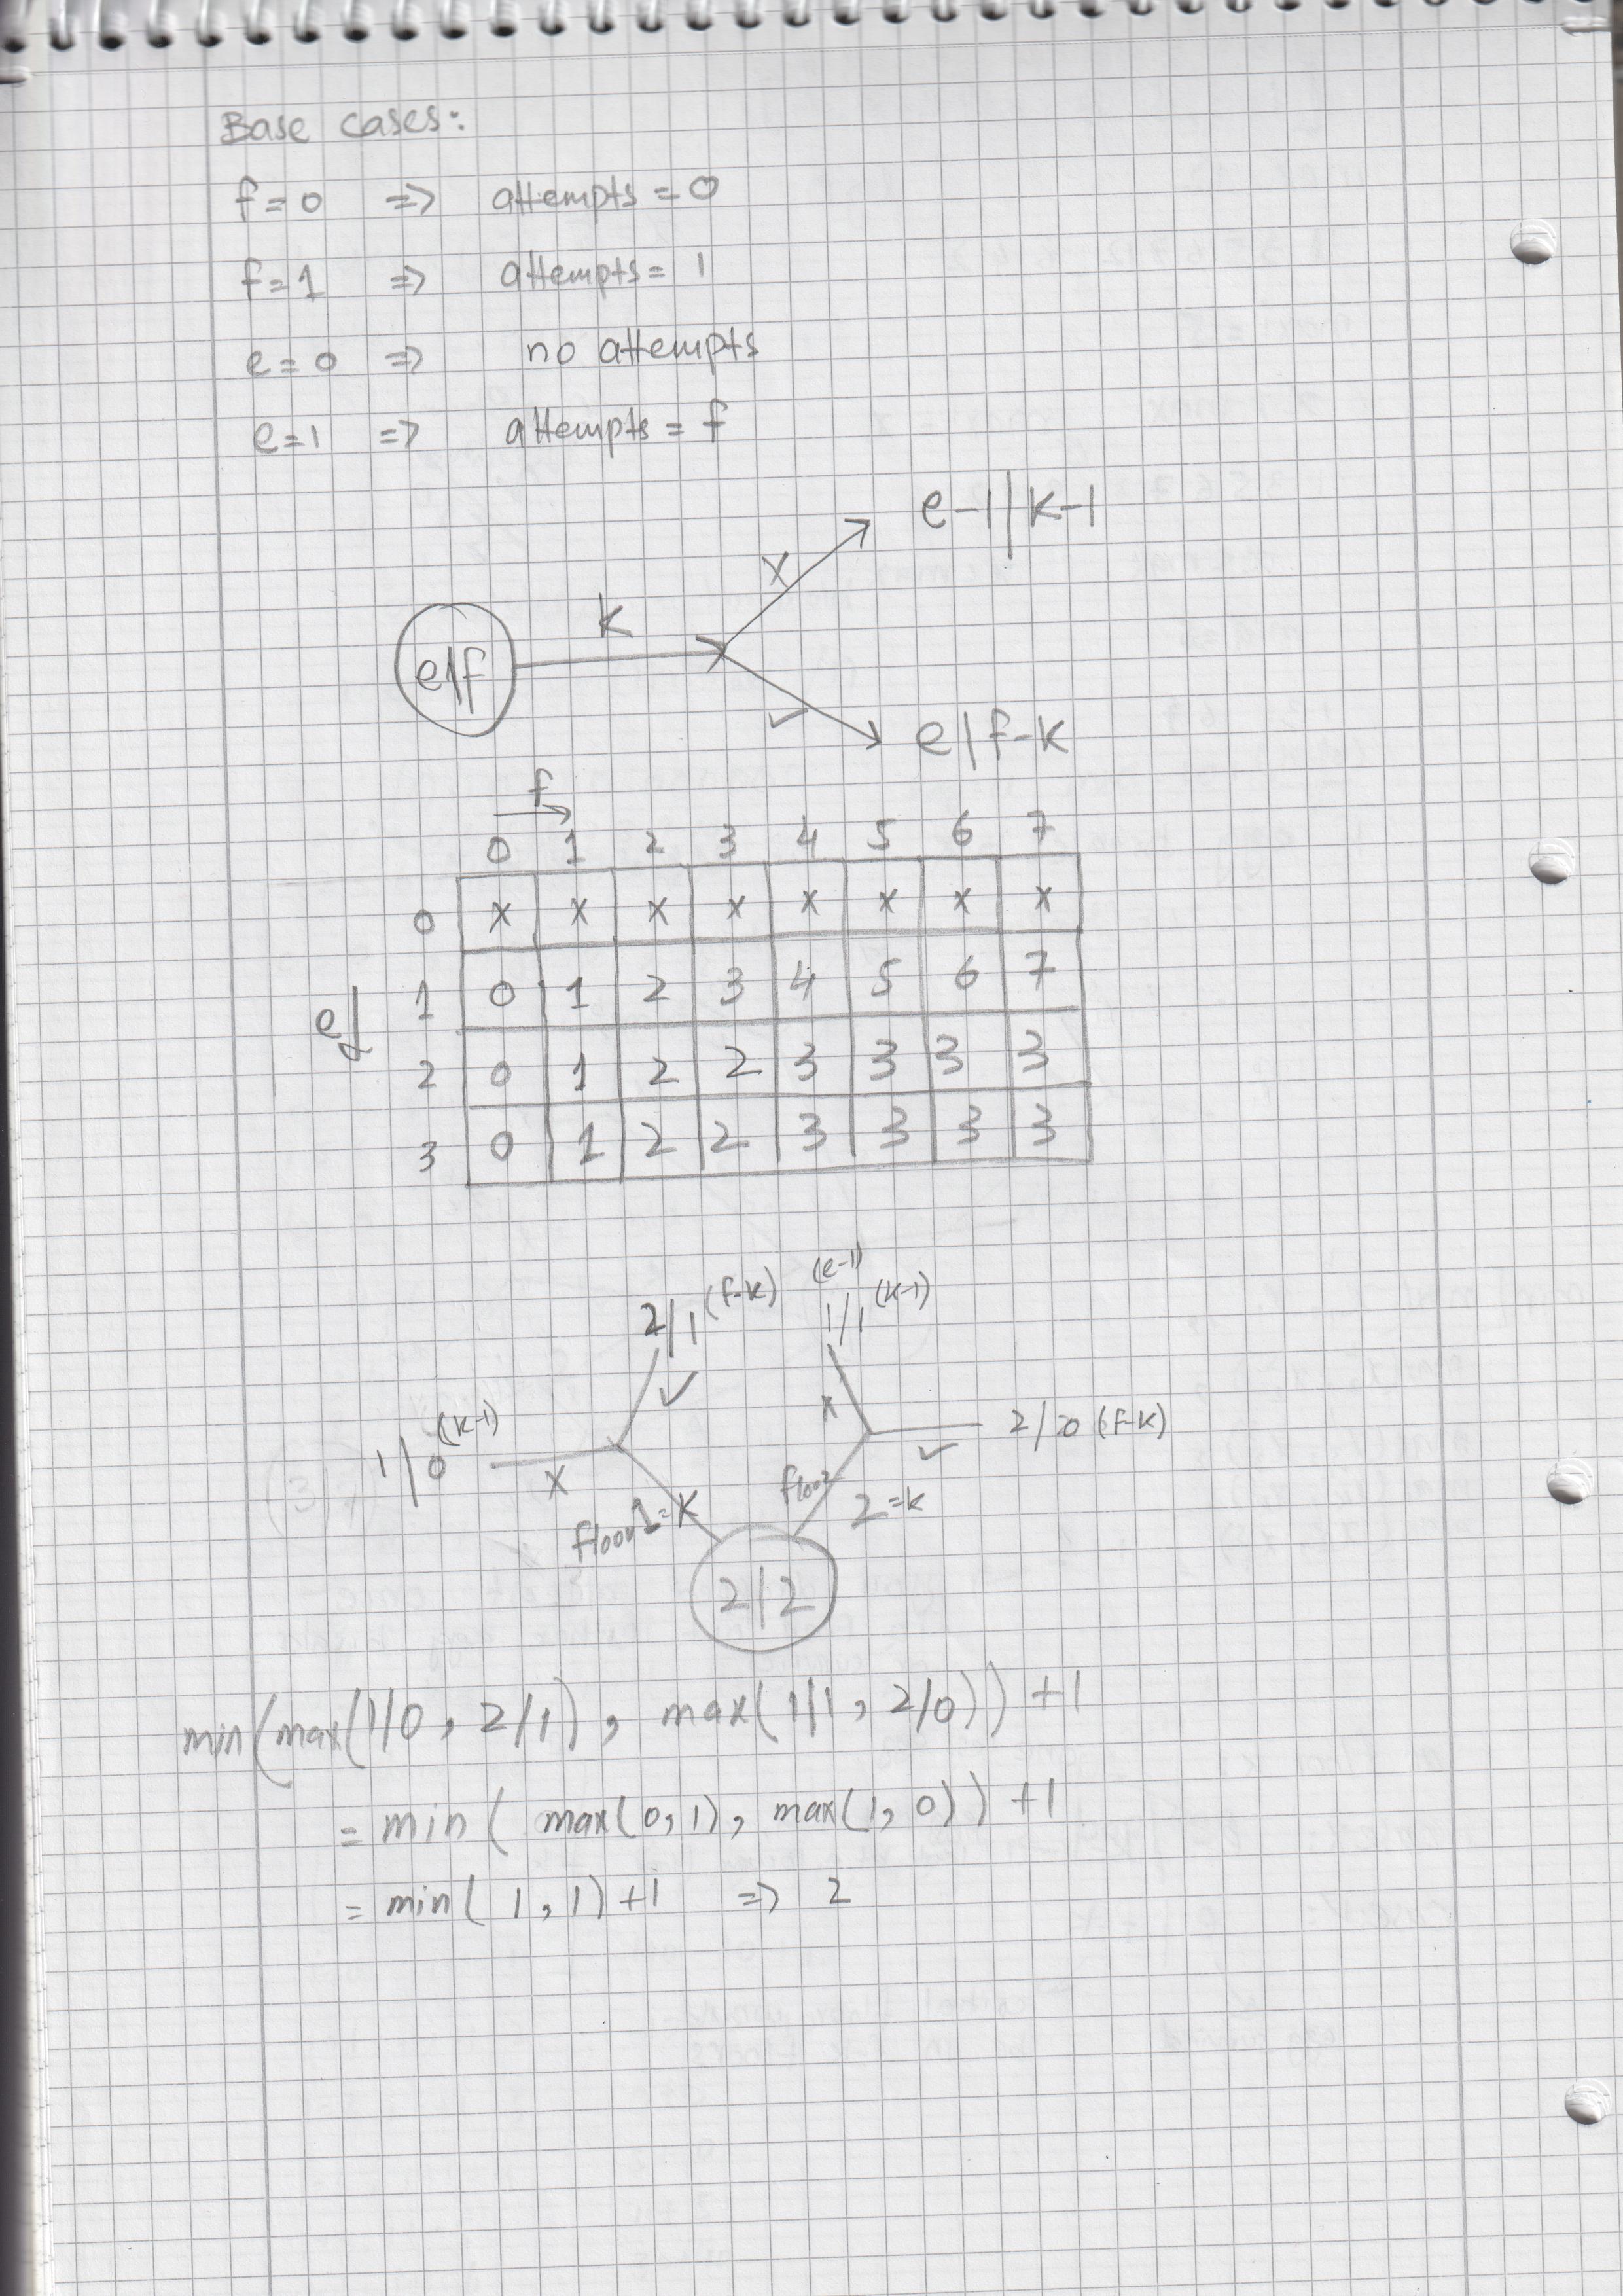 Base cases:
f=0 => attempts=0
f=1 => attempts= 1
e=0 => no attempts
e=1 => attempts = f
e-1|k-1
x
k
e|f
✓
e|f-k
f
0 1 2 3 4 5 6 7
0 x x x x x x x x
e
1 0 1 2 3 4 5 6 7
2 0 1 2 2 3 3 3 3
3 0 1 2 2 3 3 3 3
(e-1)
2/1 (f-k) 1/1 (k-1)
✓ x
1/0 (k-1) 2/0 (f-k)
x ✓
floor 1=k floor 2=k
2|2
min(max(1|0, 2/1), max(1|1, 2/0)) +1
= min( max(0,1), max(1,0)) +1
= min( 1,1)+1 => 2